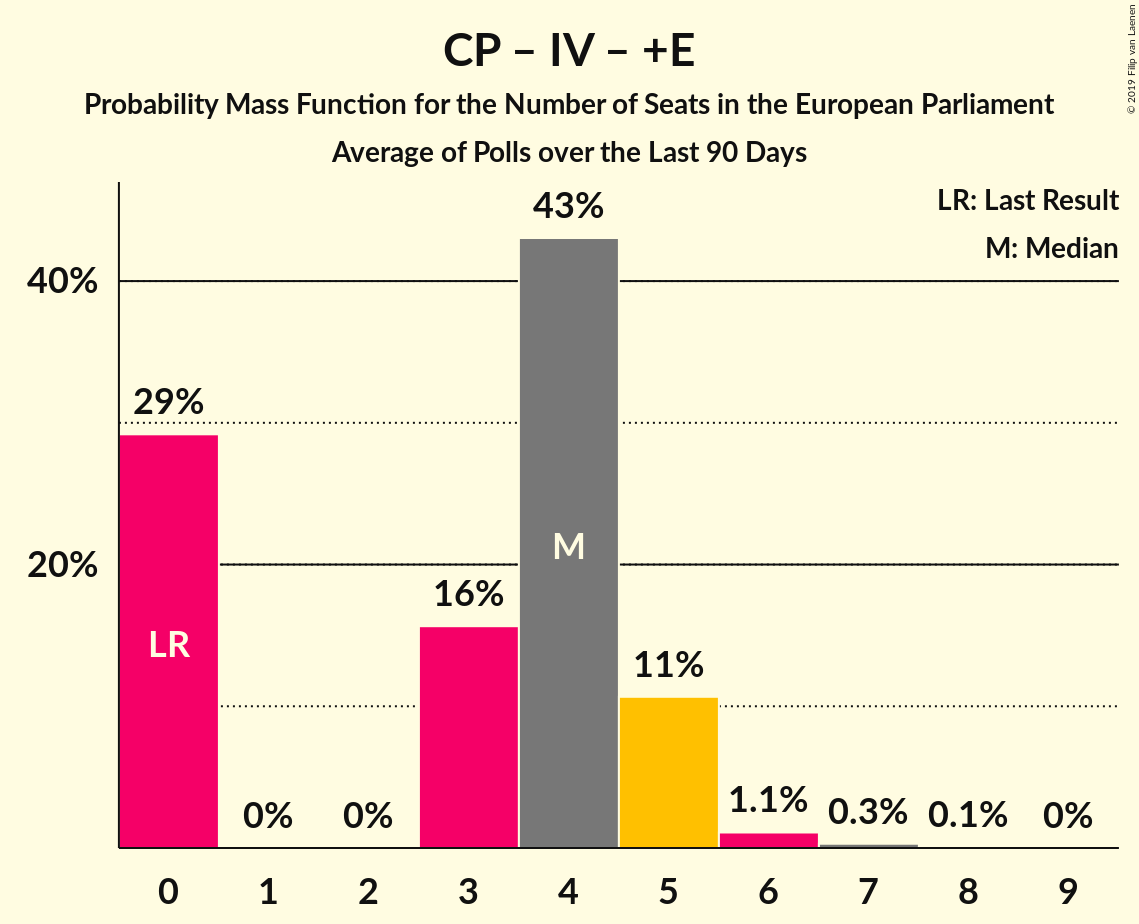 CP – IV – +E
Probability Mass Function for the Number of Seats in the European Parliament
Average of Polls over the Last 90 Days
© 2019 Filip van Laenen
LR: Last Result
M: Median
43%
40%
29%
M
20%
16%
LR
11%
0%
0%
1.1%
0.3%
0.1%
0%
0
1
2
3
4
5
6
7
8
9